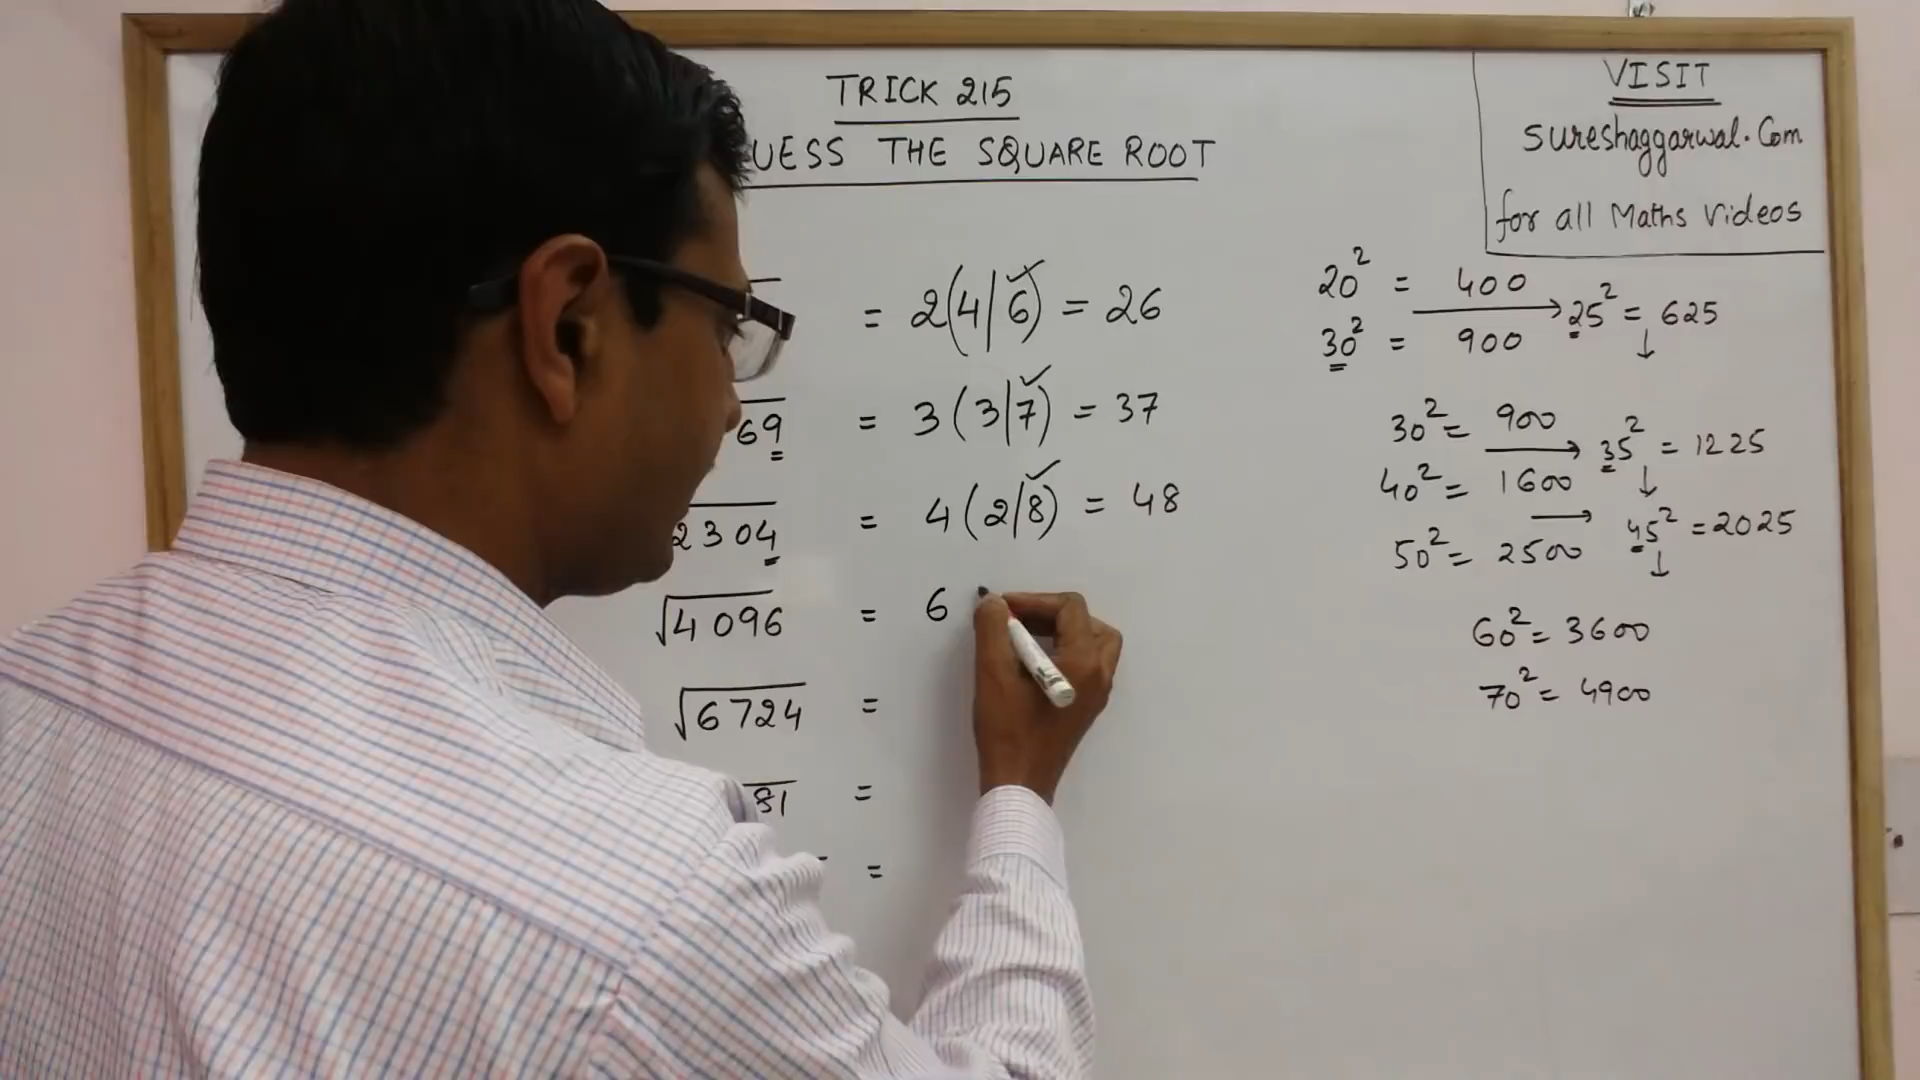 TRICK 215
UESS THE SQUARE ROOT
VISIT
sureshaggarwal.Com
for all Maths Videos
= 2(4|6) = 26
69 = 3(3|7) = 37
2304 = 4(2|8) = 48
√4096 = 6
√6724 =
81 =
=
20² = 400
30² = 900
25² = 625
30² = 900
40² = 1600
50² = 2500
35² = 1225
45² = 2025
60² = 3600
70² = 4900